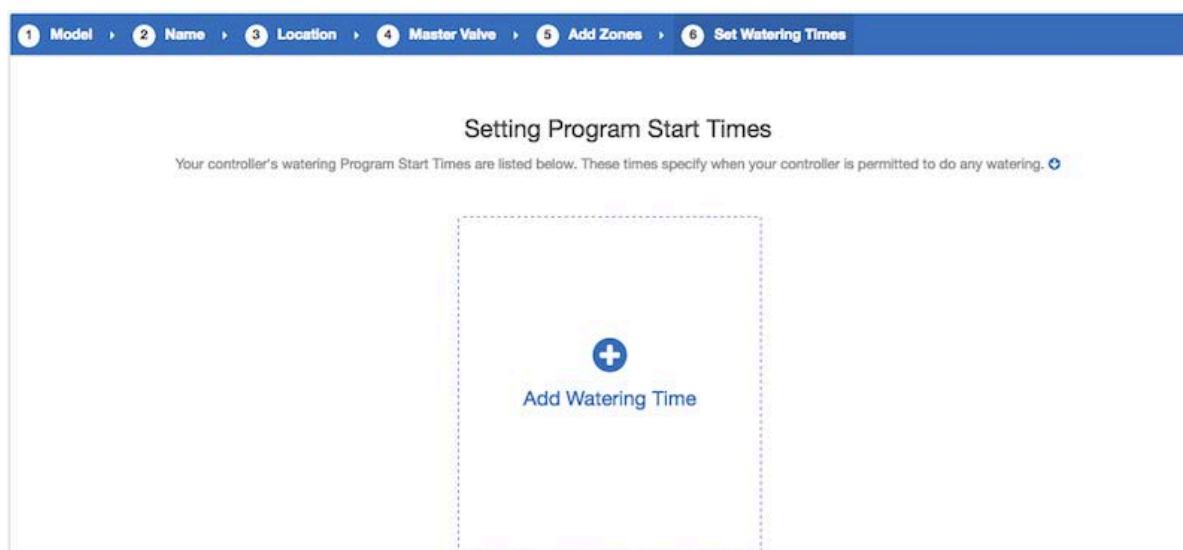 1 Model 2 Name 3 Location 4 Master Valve 5 Add Zones 6 Set Watering Times
Setting Program Start Times
Your controller's watering Program Start Times are listed below. These times specify when your controller is permitted to do any watering.
Add Watering Time